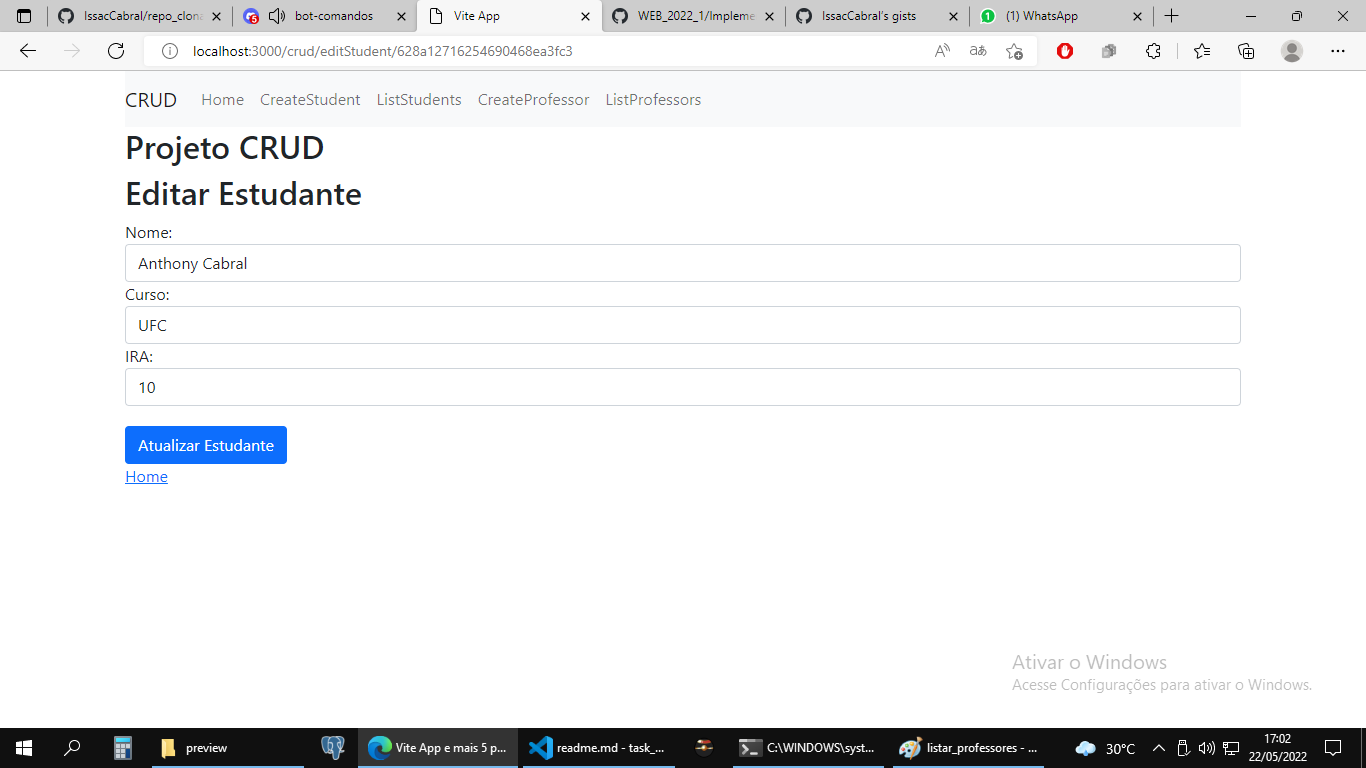 IssacCabral/repo_clona
5
bot-comandos
Vite App
WEB_2022_1/Impleme
IssacCabral's gists
1
(1) WhatsApp
localhost:3000/crud/editStudent/628a12716254690468ea3fc3
CRUD Home CreateStudent ListStudents CreateProfessor ListProfessors
Projeto CRUD
Editar Estudante
Nome:
Anthony Cabral
Curso:
UFC
IRA:
10
Atualizar Estudante
Home
Ativar o Windows
Acesse Configurações para ativar o Windows.
preview
Vite App e mais 5 p...
readme.md - task_...
C:\WINDOWS\syst...
listar_professores - ...
30°C
17:02
22/05/2022